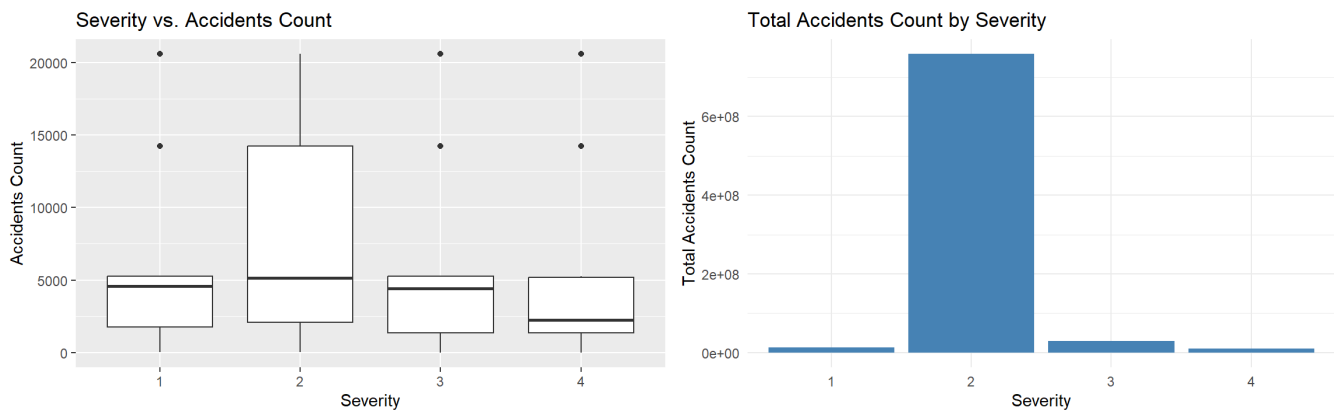 Severity vs. Accidents Count
Accidents Count
20000
15000
10000
5000
0
1 2 3 4
Severity
Total Accidents Count by Severity
Total Accidents Count
6e+08
4e+08
2e+08
0e+00
1 2 3 4
Severity